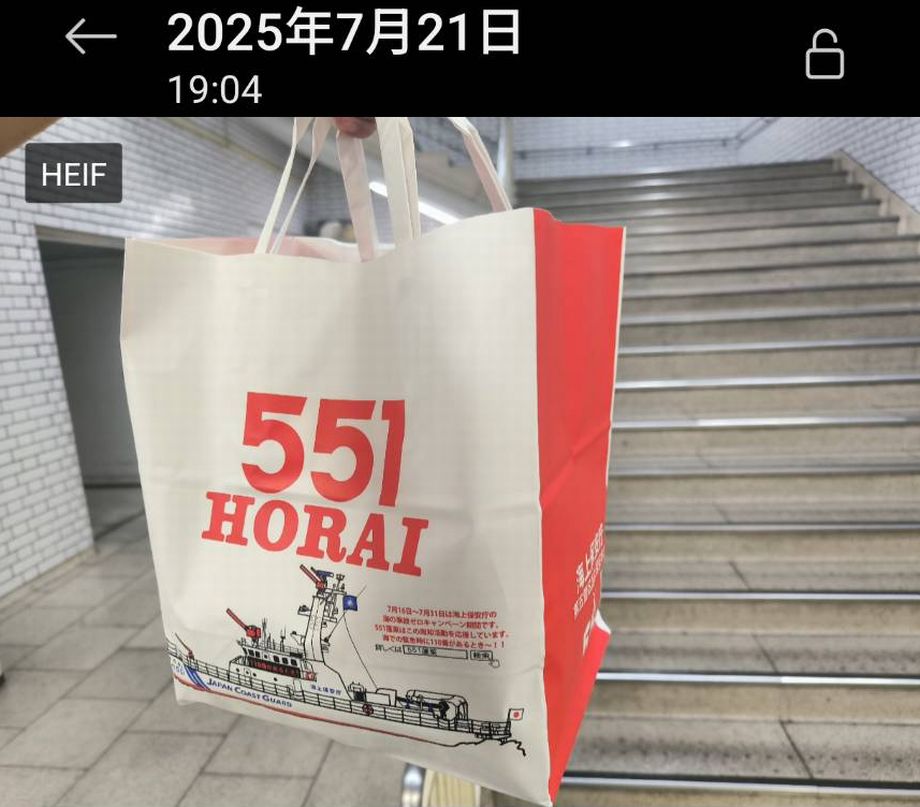 2025年7月21日
19:04
HEIF
551
HORAI
7月16日～7月31日は海上保安庁の
海の事故ゼロキャンペーン期間です。
551蓬莱はこの周知活動を応援しています。
海での緊急時に118番があるとき～！！
詳しくは 551蓬莱 検索
JAPAN COAST GUARD
海上保安庁